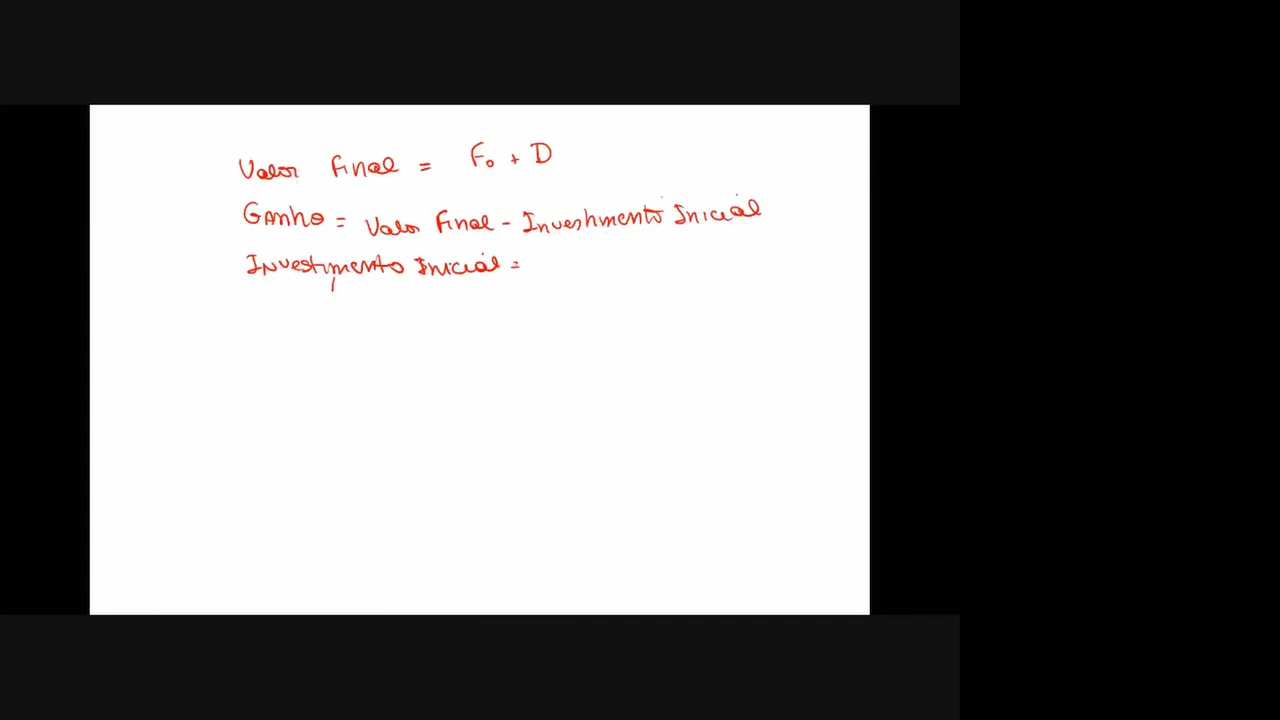 Valor Final = F₀ + D
Ganho = Valor Final - Investimento Inicial
Investimento Inicial =